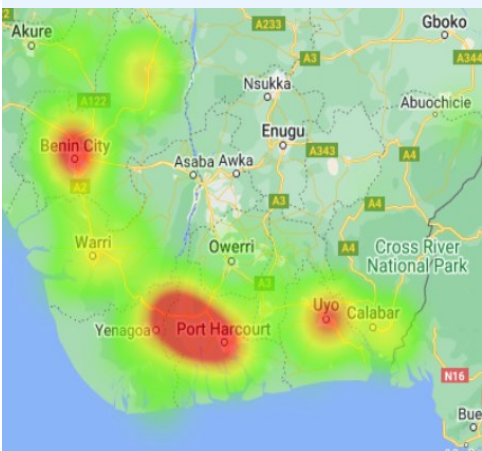 A233
Gboko
Akure
A3
A344
Nsukka
A122
Abuochicie
Enugu
Benin City
A343
A4
Asaba Awka
A2
A3
A4
Warri
Owerri
A4
Cross River
National Park
A3
Uyo
Calabar
Yenagoa
Port Harcourt
N16
Bue